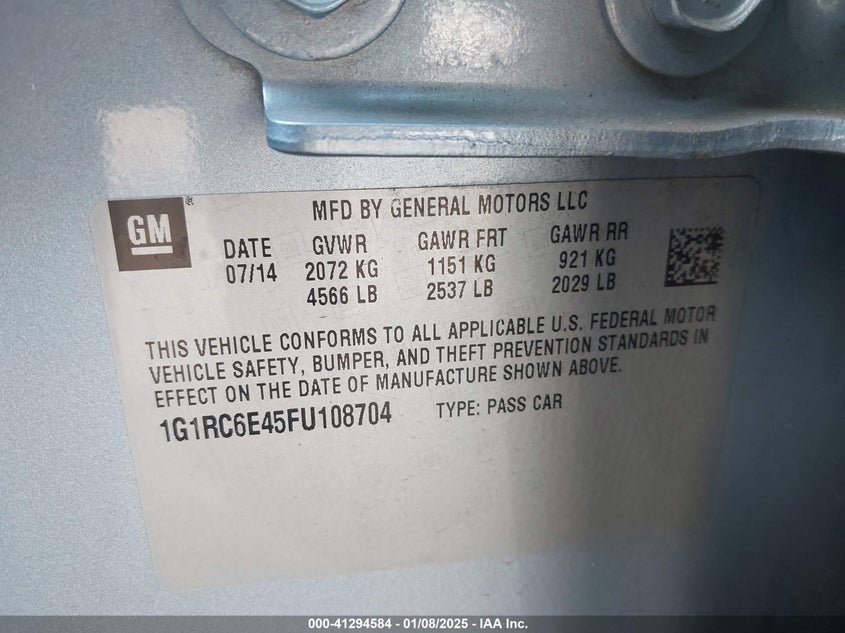 GM
MFD BY GENERAL MOTORS LLC
DATE GVWR GAWR FRT GAWR RR
07/14 2072 KG 1151 KG 921 KG
4566 LB 2537 LB 2029 LB
THIS VEHICLE CONFORMS TO ALL APPLICABLE U.S. FEDERAL MOTOR
VEHICLE SAFETY, BUMPER, AND THEFT PREVENTION STANDARDS IN
EFFECT ON THE DATE OF MANUFACTURE SHOWN ABOVE.
1G1RC6E45FU108704 TYPE: PASS CAR
000-41294584 - 01/08/2025 - IAA Inc.